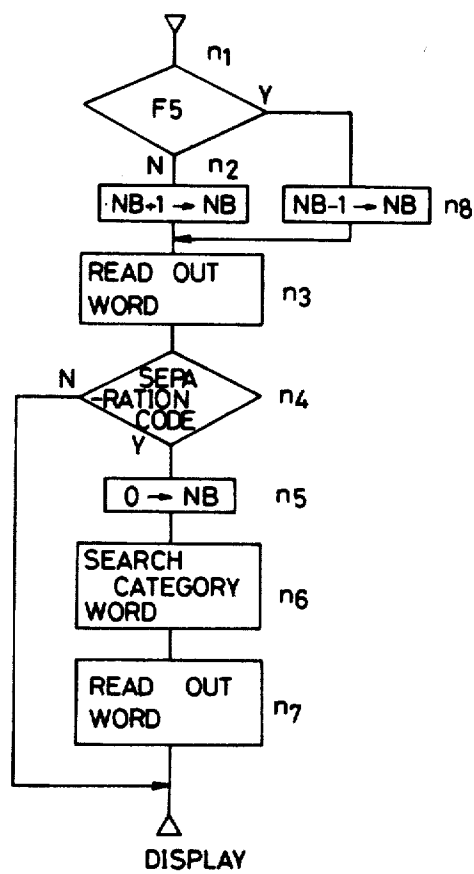 n1
F5
Y
N
n2
NB+1 → NB
NB-1 → NB
n8
READ OUT
WORD
n3
N
SEPA
-RATION
CODE
n4
Y
0 → NB
n5
SEARCH
CATEGORY
WORD
n6
READ OUT
WORD
n7
DISPLAY